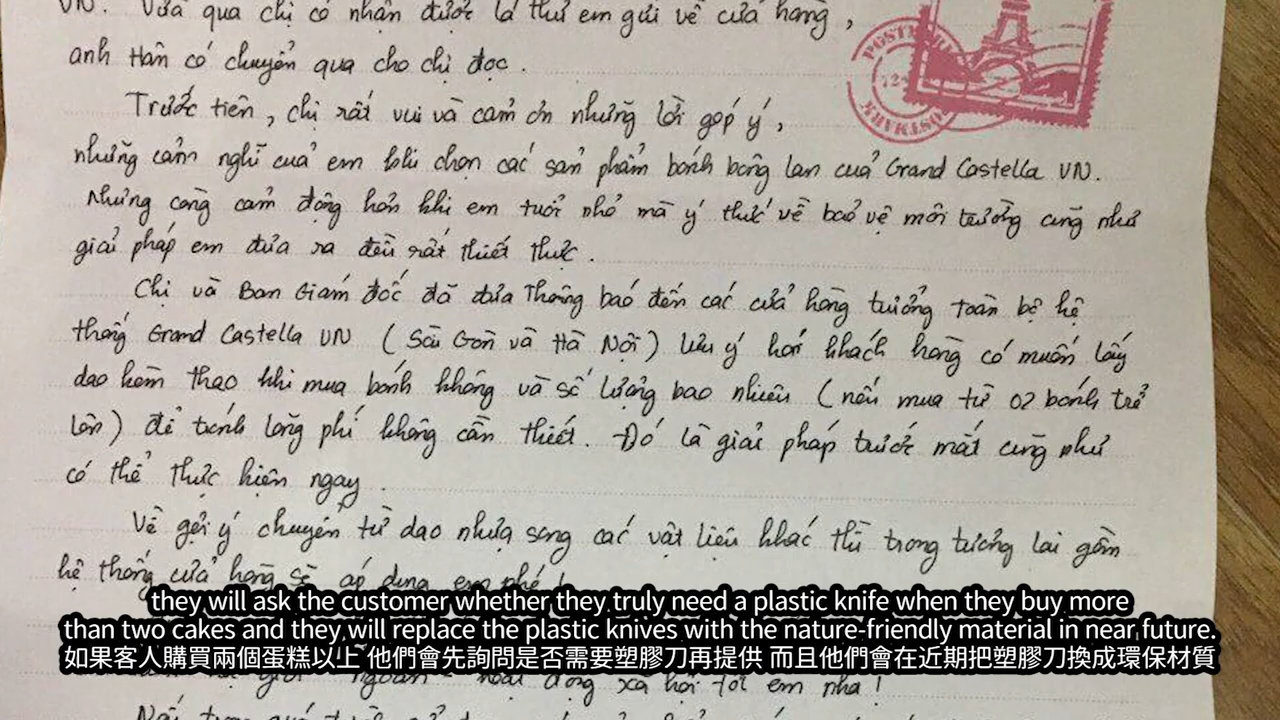 VN. Vừa qua chị có nhận được lá thư em gửi về cửa hàng,
anh Hân có chuyển qua cho chị đọc.
POSTMARK
Trước tiên, chị rất vui và cảm ơn những lời góp ý,
những cảm nghĩ của em khi chọn các sản phẩm bánh bông lan của Grand Castella VN.
Nhưng càng cảm động hơn khi em tuổi nhỏ mà ý thức về bảo vệ môi trường cũng như
giải pháp em đưa ra đều rất thiết thực.
Chị và Ban Giám đốc đã đưa Thông báo đến các cửa hàng trưởng toàn bộ hệ
thống Grand Castella VN (Sài Gòn và Hà Nội) lưu ý hỏi khách hàng có muốn lấy
dao kèm theo khi mua bánh không và số lượng bao nhiêu (nếu mua từ 02 bánh trở
lên) để tránh lãng phí không cần thiết. Đó là giải pháp trước mắt cũng như
có thể thực hiện ngay.
Về gợi ý chuyển từ dao nhựa sang các vật liệu khác thì trong tương lai gần
hệ thống cửa hàng sẽ áp dụng em nhé!
they will ask the customer whether they truly need a plastic knife when they buy more
than two cakes and they will replace the plastic knives with the nature-friendly material in near future.
如果客人購買兩個蛋糕以上 他們會先詢問是否需要塑膠刀再提供 而且他們會在近期把塑膠刀換成環保材質
động xã hội tốt em nha!